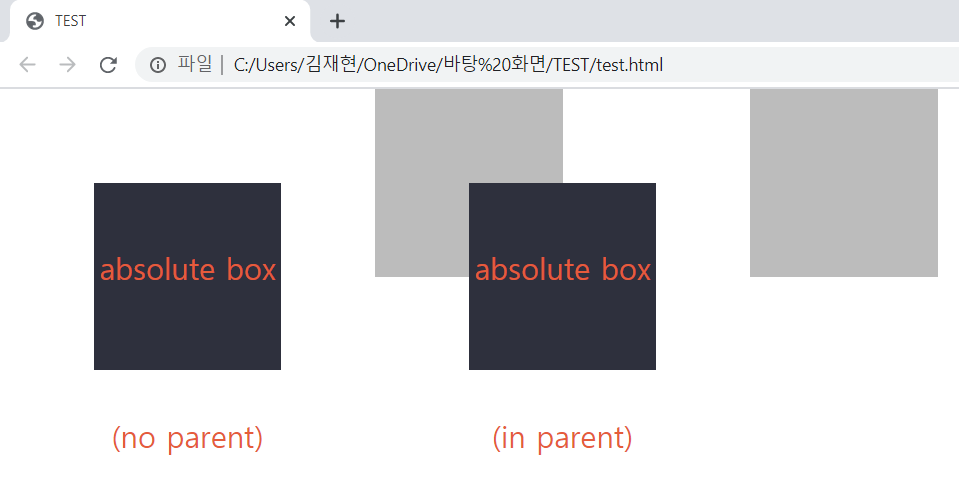 TEST
파일 | C:/Users/김재현/OneDrive/바탕%20화면/TEST/test.html
absolute box
absolute box
(no parent)
(in parent)